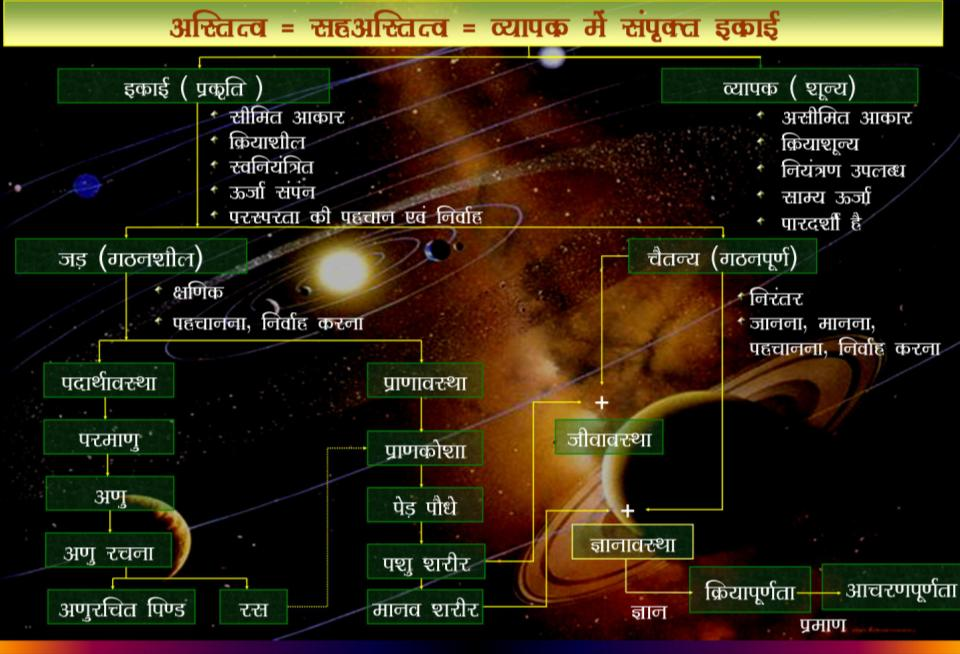 अस्तित्व = सहअस्तित्व = व्यापक में संपृक्त इकाई
इकाई ( प्रकृति )
व्यापक ( शून्य)
सीमित आकार
क्रियाशील
स्वनियंत्रित
ऊर्जा संपंन
परस्परता की पहचान एवं निर्वाह
असीमित आकार
क्रियाशून्य
नियंत्रण उपलब्ध
साम्य ऊर्जा
पारदर्शी है
जड़ (गठनशील)
क्षणिक
पहचानना, निर्वाह करना
चैतन्य (गठनपूर्ण)
निरंतर
जानना, मानना,
पहचानना, निर्वाह करना
पदार्थावस्था
परमाणु
अणु
अणु रचना
अणुरचित पिण्ड
रस
प्राणावस्था
प्राणकोशा
पेड़ पौधे
पशु शरीर
मानव शरीर
+
जीवावस्था
+
ज्ञानावस्था
ज्ञान
क्रियापूर्णता
आचरणपूर्णता
प्रमाण